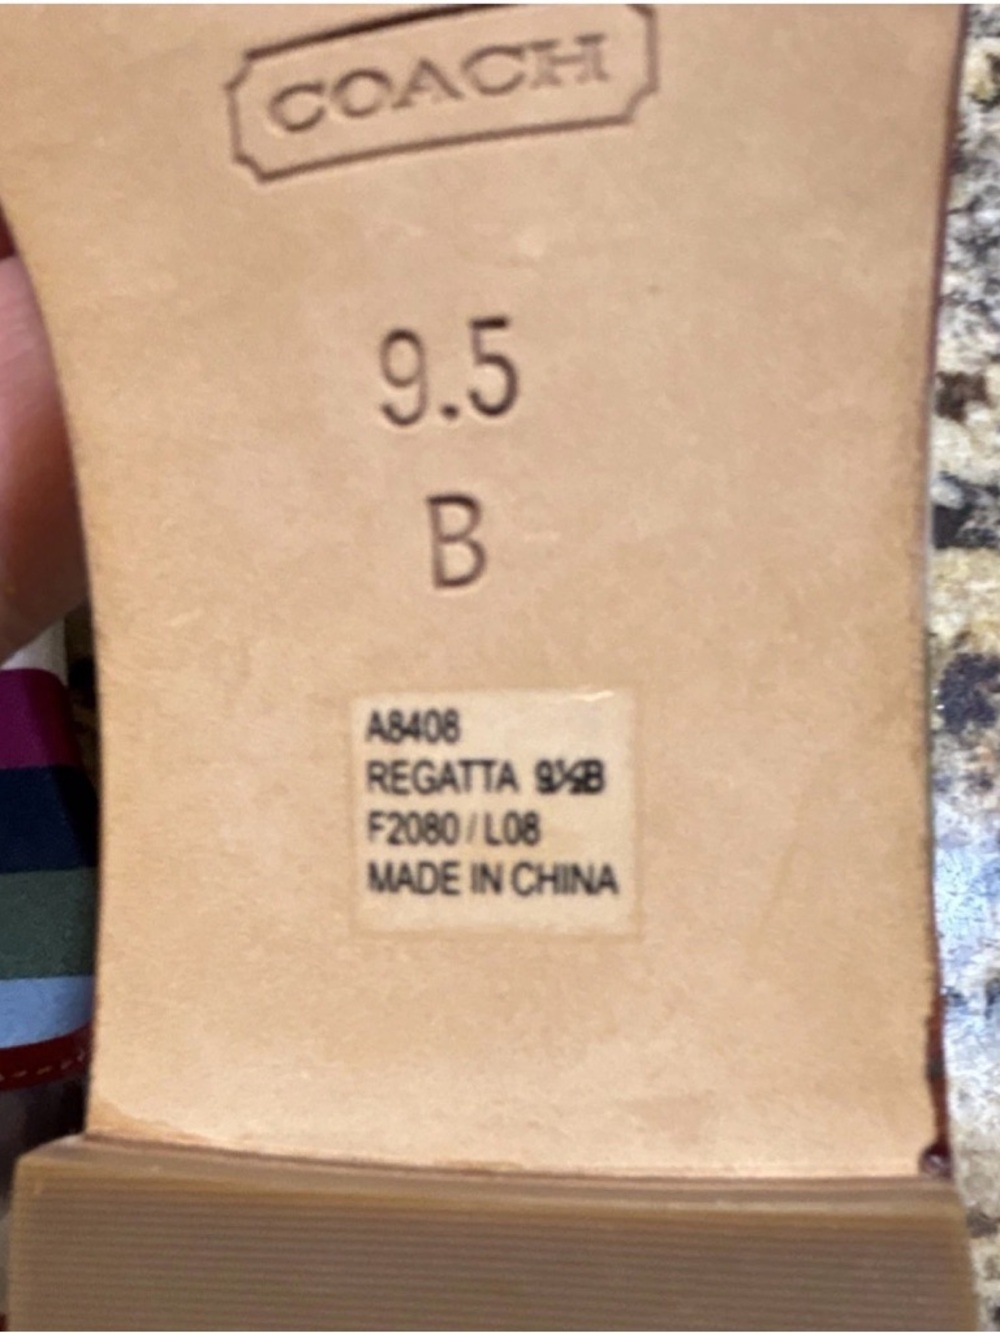 COACH
9.5
B
A8408
REGATTA 9½B
F2080 / L08
MADE IN CHINA